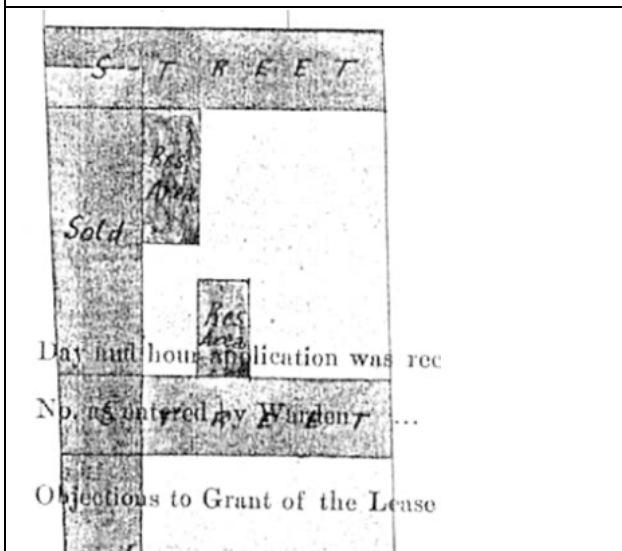 STREET
Res
Area
Sold
Res
Area
Day and hour application was rec
No. as entered by Warden ...
STREET
Objections to Grant of the Lease